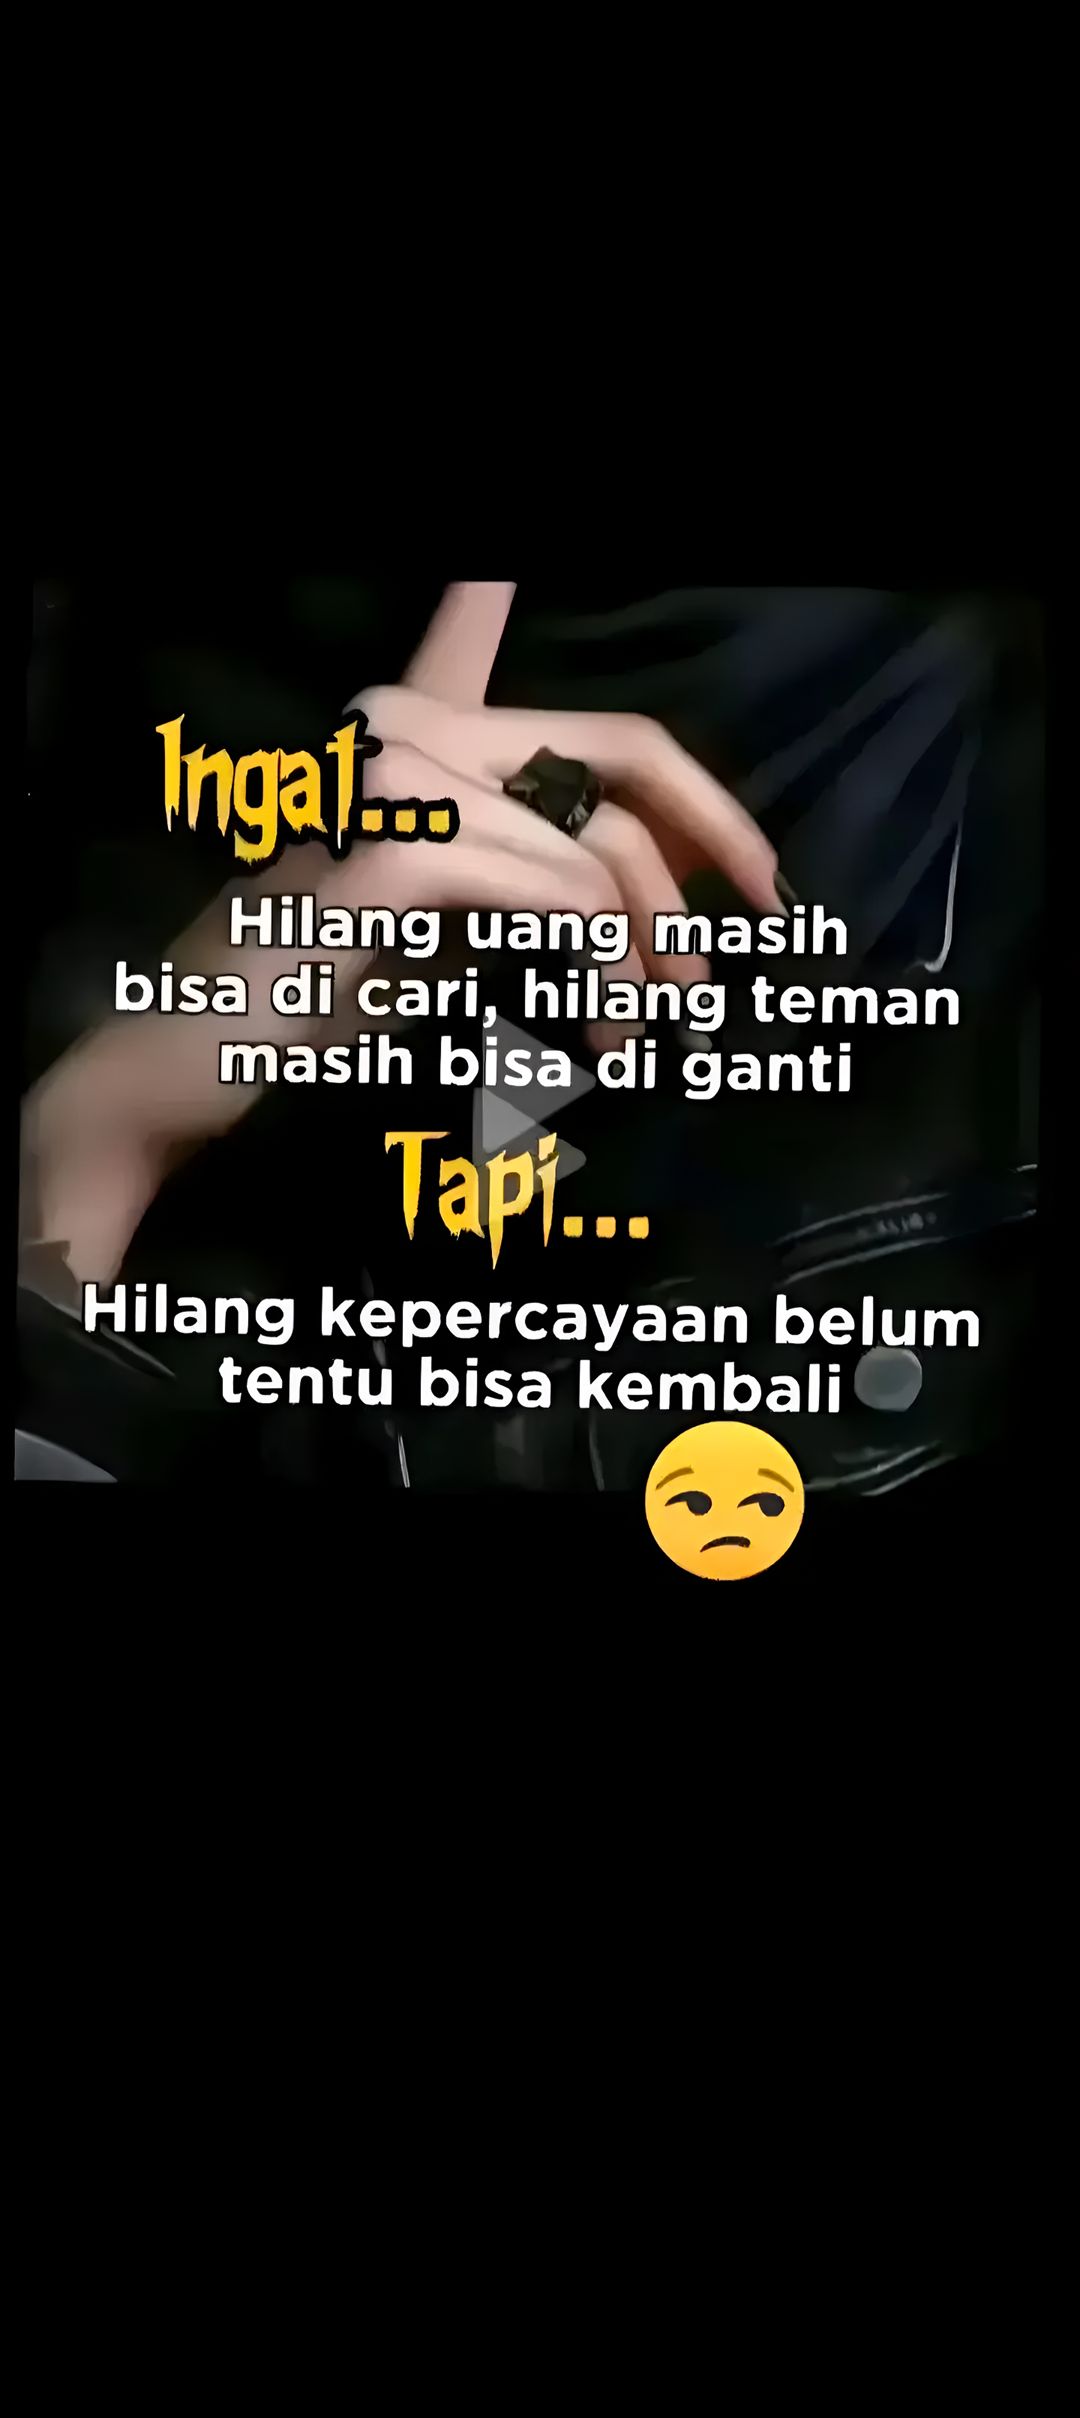 Ingat...
Hilang uang masih
bisa di cari, hilang teman
masih bisa di ganti
Tapi...
Hilang kepercayaan belum
tentu bisa kembali